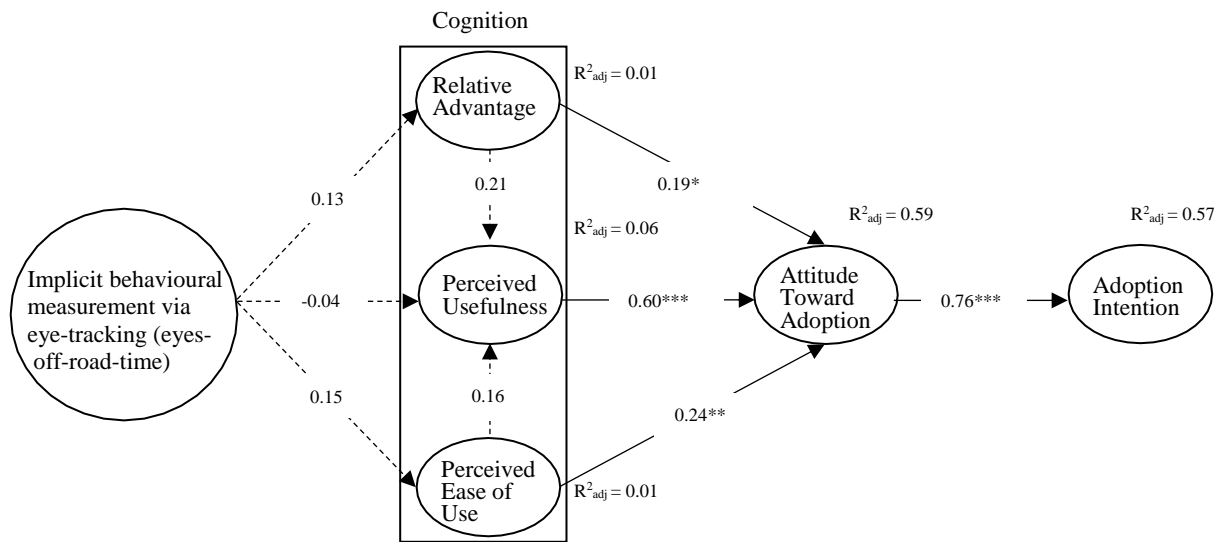 Cognition
Relative
Advantage
R²adj = 0.01
0.13
0.21
0.19*
R²adj = 0.06
R²adj = 0.59
R²adj = 0.57
Implicit behavioural
measurement via
eye-tracking (eyes-
off-road-time)
-0.04
Perceived
Usefulness
0.60***
Attitude
Toward
Adoption
0.76***
Adoption
Intention
0.15
0.16
0.24**
Perceived
Ease of
Use
R²adj = 0.01